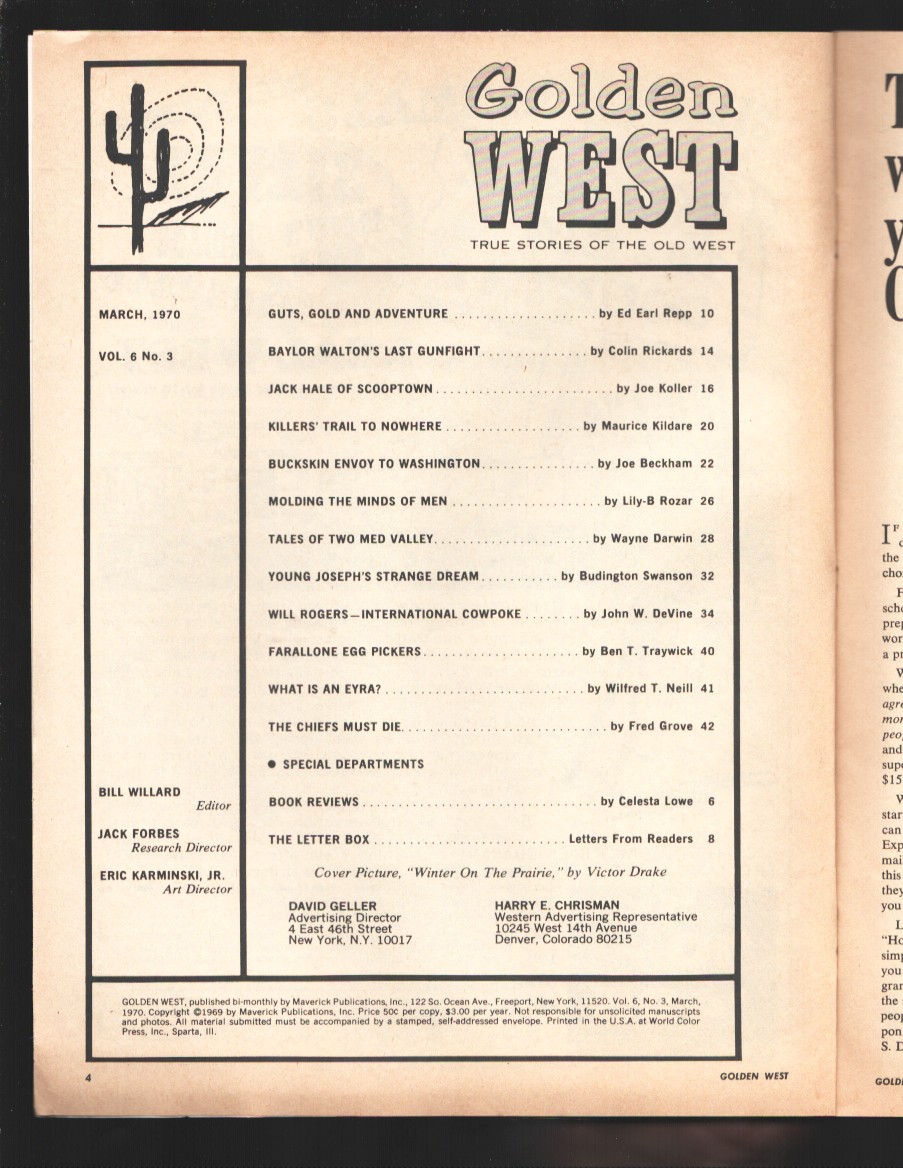 Golden
WEST
TRUE STORIES OF THE OLD WEST
MARCH, 1970
VOL. 6 No. 3
GUTS, GOLD AND ADVENTURE .................... by Ed Earl Repp 10
BAYLOR WALTON'S LAST GUNFIGHT............... by Colin Rickards 14
JACK HALE OF SCOOPTOWN......................... by Joe Koller 16
KILLERS' TRAIL TO NOWHERE ................... by Maurice Kildare 20
BUCKSKIN ENVOY TO WASHINGTON................ by Joe Beckham 22
MOLDING THE MINDS OF MEN ..................... by Lily-B Rozar 26
TALES OF TWO MED VALLEY...................... by Wayne Darwin 28
YOUNG JOSEPH'S STRANGE DREAM........... by Budington Swanson 32
WILL ROGERS—INTERNATIONAL COWPOKE ........ by John W. DeVine 34
FARALLONE EGG PICKERS...................... by Ben T. Traywick 40
WHAT IS AN EYRA? ............................ by Wilfred T. Neill 41
THE CHIEFS MUST DIE............................. by Fred Grove 42
● SPECIAL DEPARTMENTS
BOOK REVIEWS ................................. by Celesta Lowe 6
THE LETTER BOX ........................... Letters From Readers 8
Cover Picture, "Winter On The Prairie," by Victor Drake
BILL WILLARD
Editor
JACK FORBES
Research Director
ERIC KARMINSKI, JR.
Art Director
DAVID GELLER
Advertising Director
4 East 46th Street
New York, N.Y. 10017
HARRY E. CHRISMAN
Western Advertising Representative
10245 West 14th Avenue
Denver, Colorado 80215
GOLDEN WEST, published bi-monthly by Maverick Publications, Inc., 122 So. Ocean Ave., Freeport, New York, 11520. Vol. 6, No. 3, March,
1970. Copyright ©1969 by Maverick Publications, Inc. Price 50c per copy, $3.00 per year. Not responsible for unsolicited manuscripts
and photos. All material submitted must be accompanied by a stamped, self-addressed envelope. Printed in the U.S.A. at World Color
Press, Inc., Sparta, Ill.
4
GOLDEN WEST